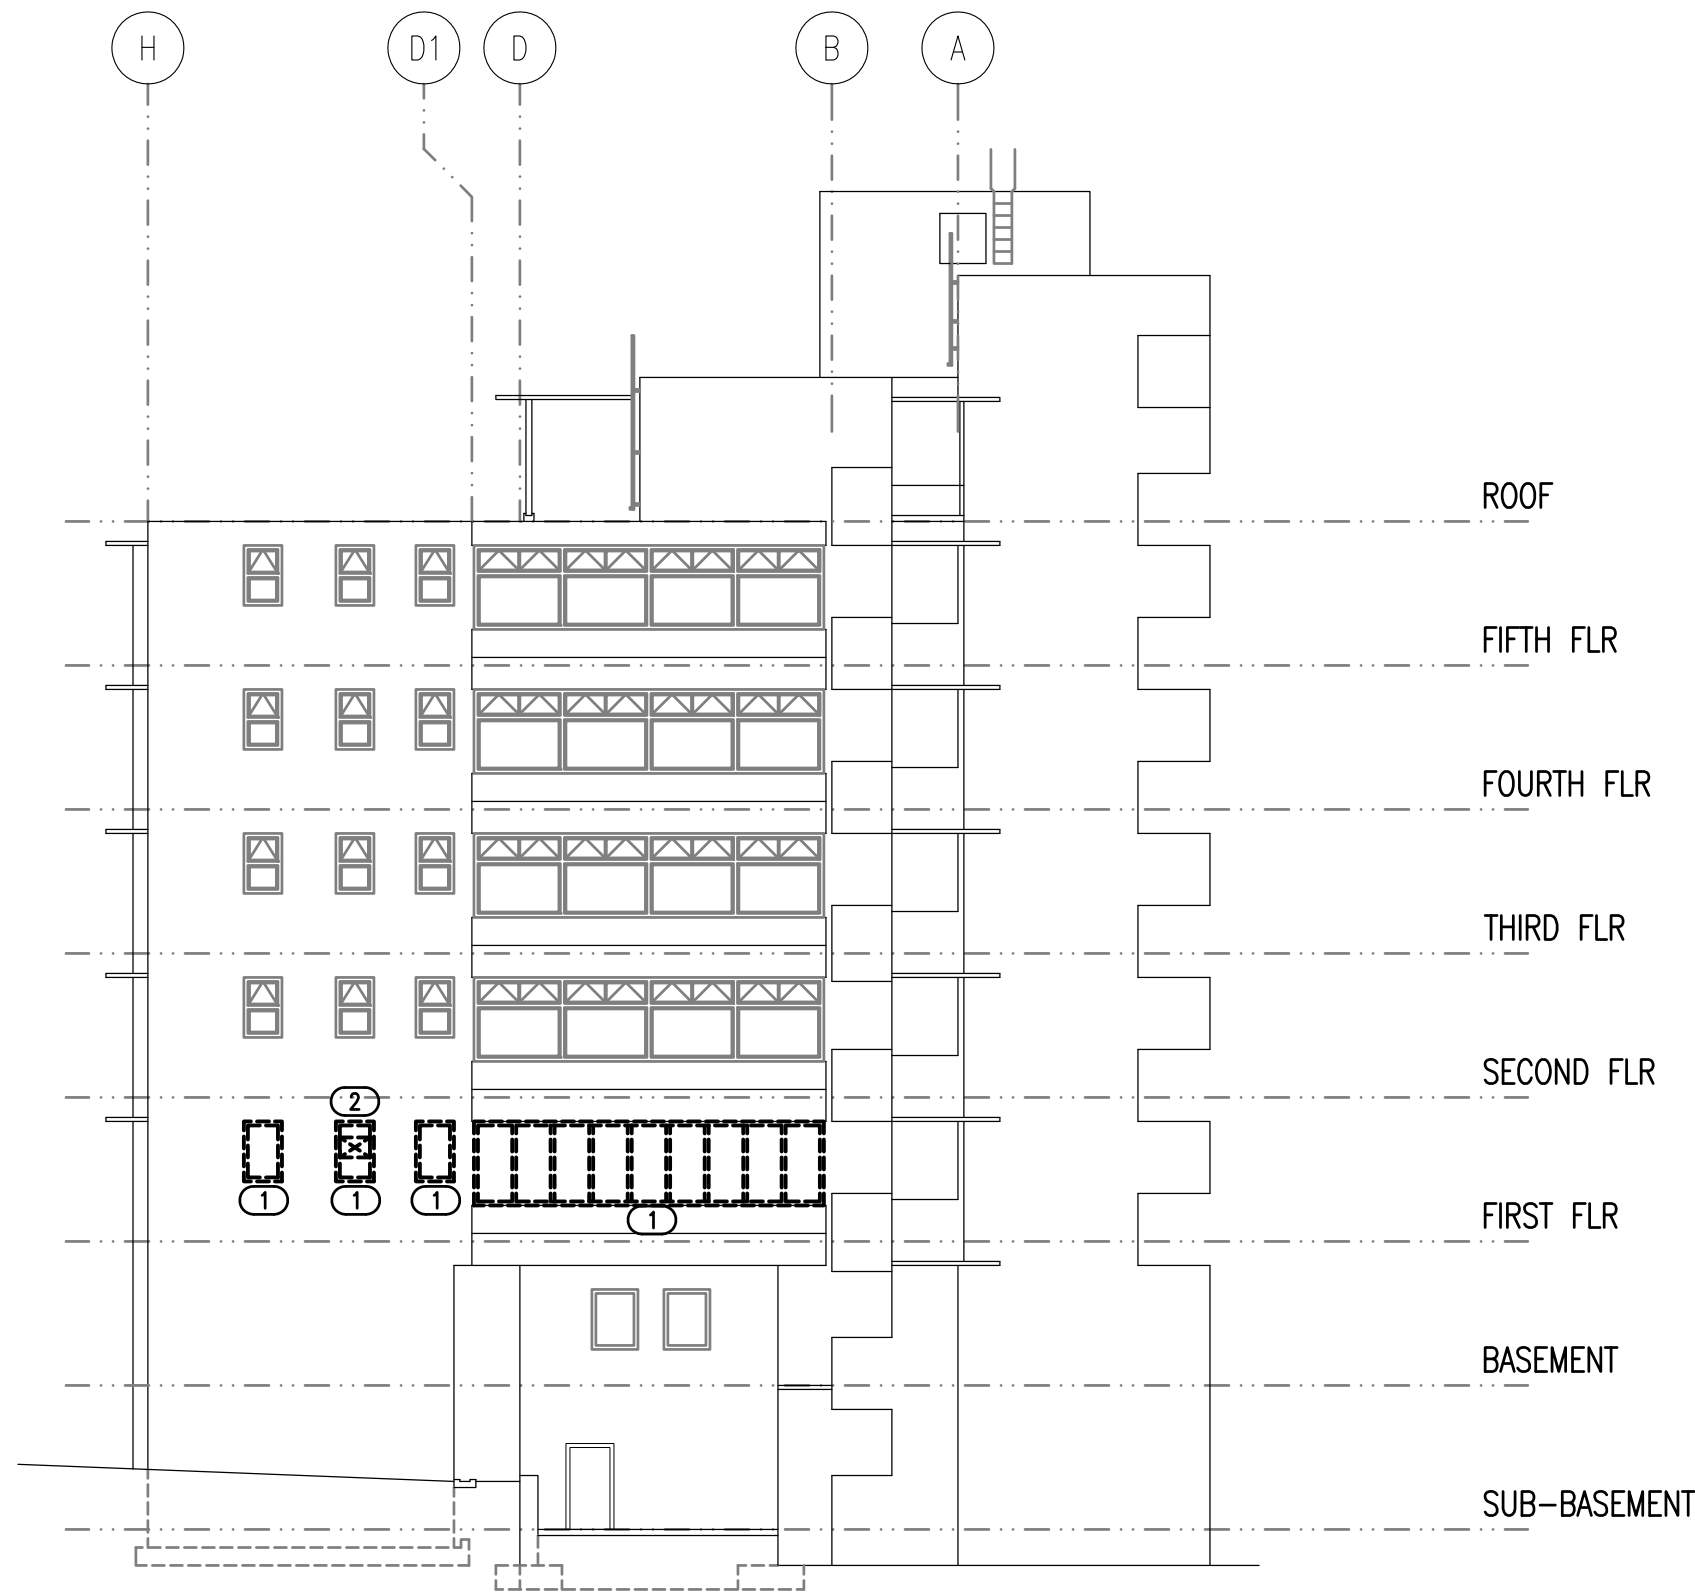 H D1 D B A
ROOF
FIFTH FLR
FOURTH FLR
THIRD FLR
SECOND FLR
2
1 1 1
1
FIRST FLR
BASEMENT
SUB-BASEMENT